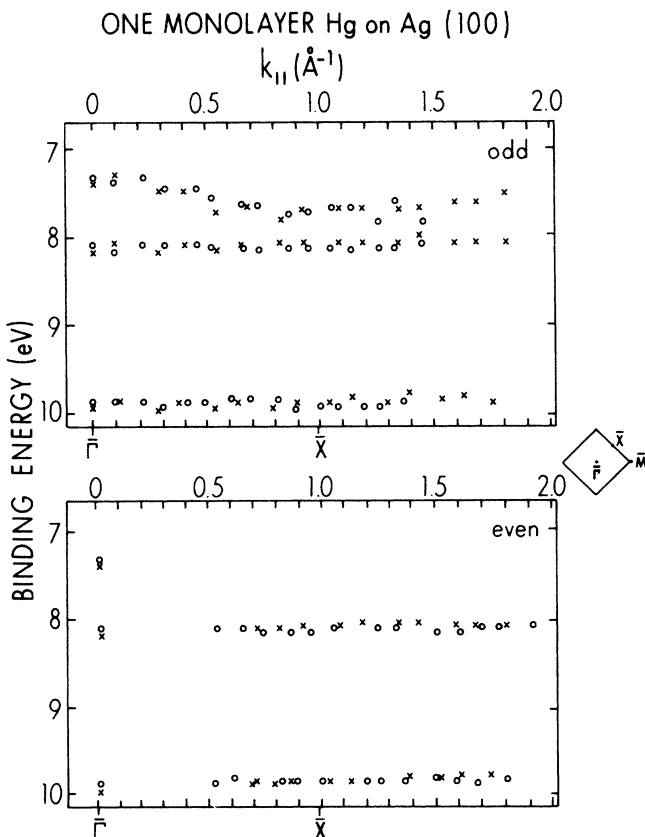 ONE MONOLAYER Hg on Ag (100)
k|| (Å-1)
0 0.5 1.0 1.5 2.0
odd
7
8
9
10
Γ̄ X̄
BINDING ENERGY (eV)
X̄
M̄
Γ̄
0 0.5 1.0 1.5 2.0
even
7
8
9
10
Γ̄ X̄